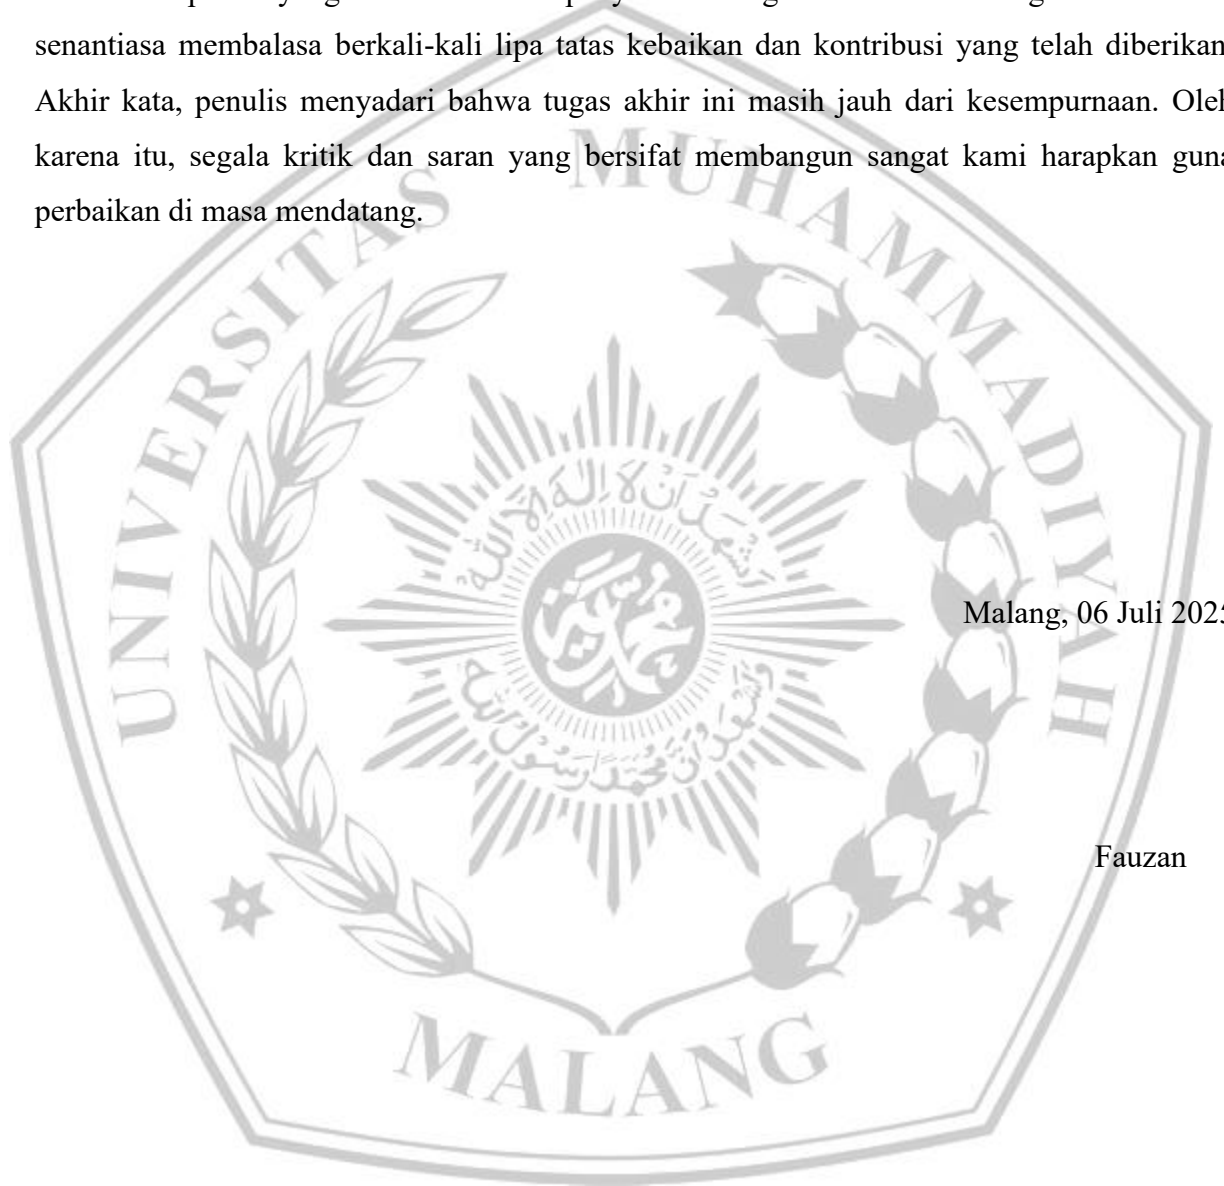 senantiasa membalasa berkali-kali lipa tatas kebaikan dan kontribusi yang telah diberikan
Akhir kata, penulis menyadari bahwa tugas akhir ini masih jauh dari kesempurnaan. Oleh
karena itu, segala kritik dan saran yang bersifat membangun sangat kami harapkan guna
perbaikan di masa mendatang.
UNIVERSITAS MUHAMMADIYAH
Malang, 06 Juli 2025
Fauzan
MALANG